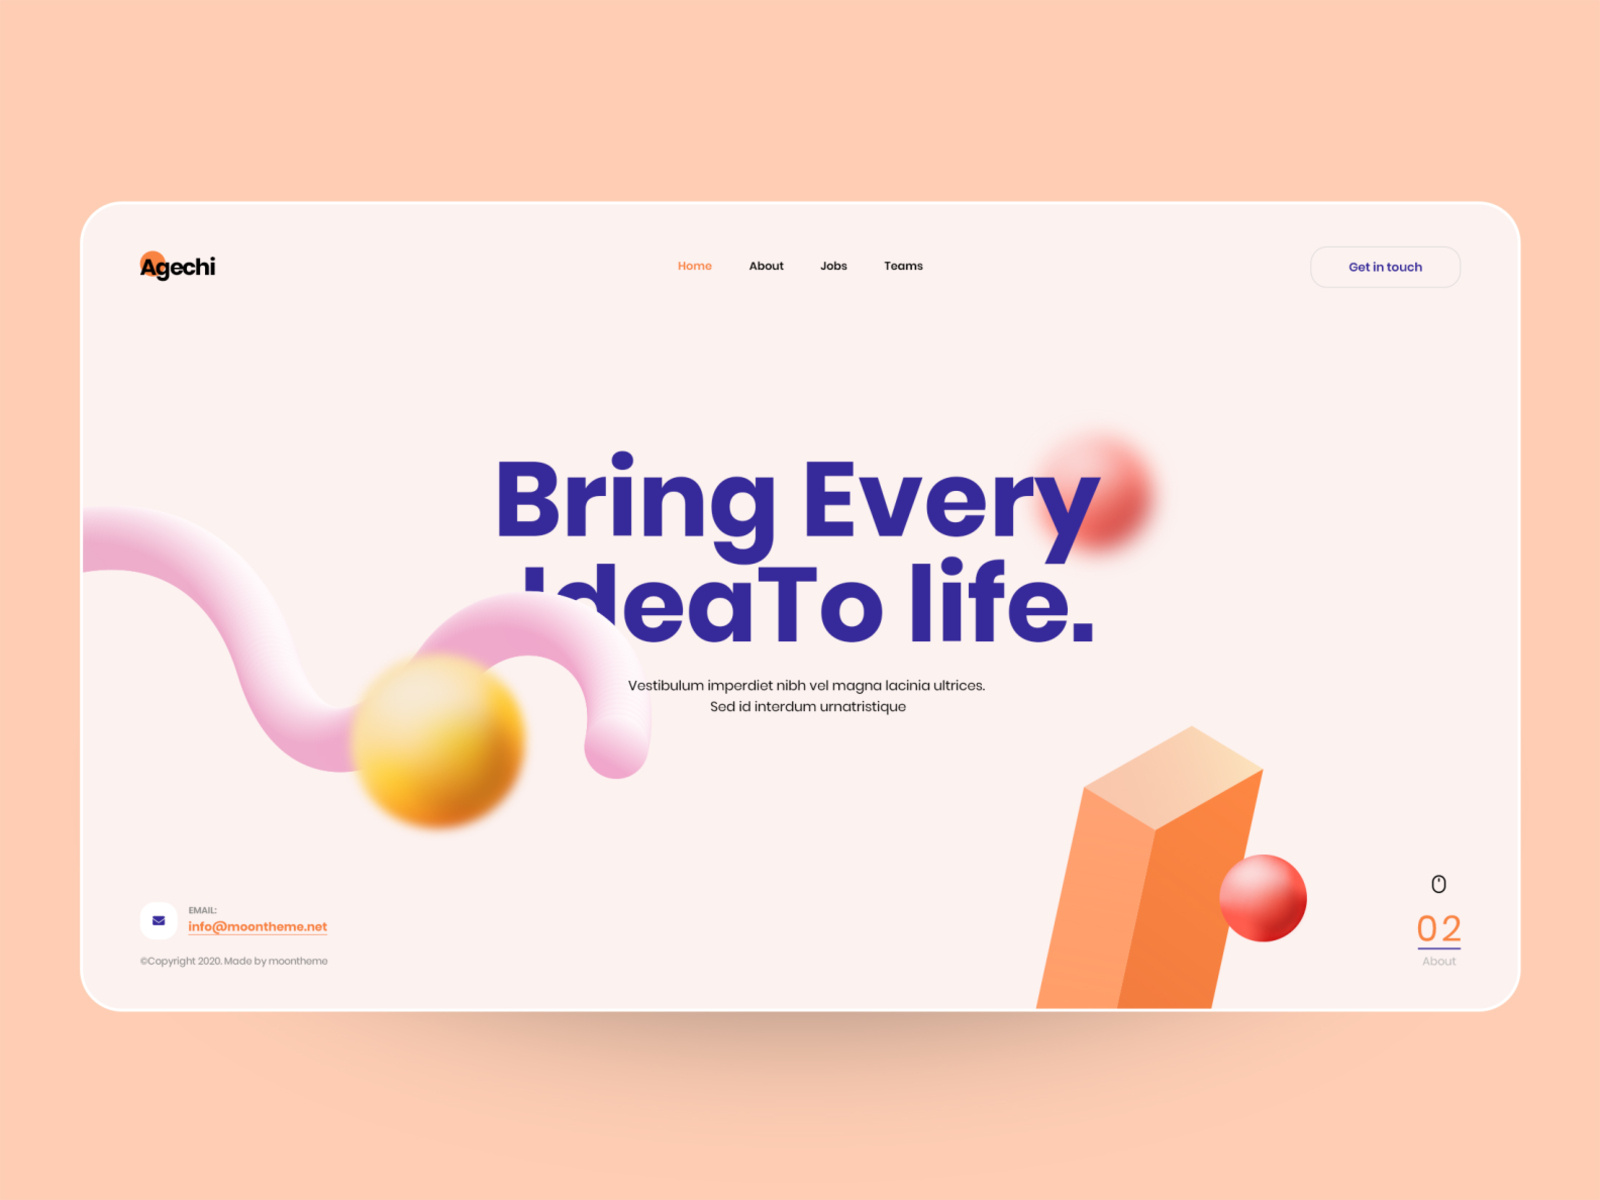 Agechi
Home About Jobs Teams
Get in touch
Bring Every
IdeaTo life.
Vestibulum imperdiet nibh vel magna lacinia ultrices.
Sed id interdum urnatristique
EMAIL:
info@moontheme.net
©Copyright 2020. Made by moontheme
02
About